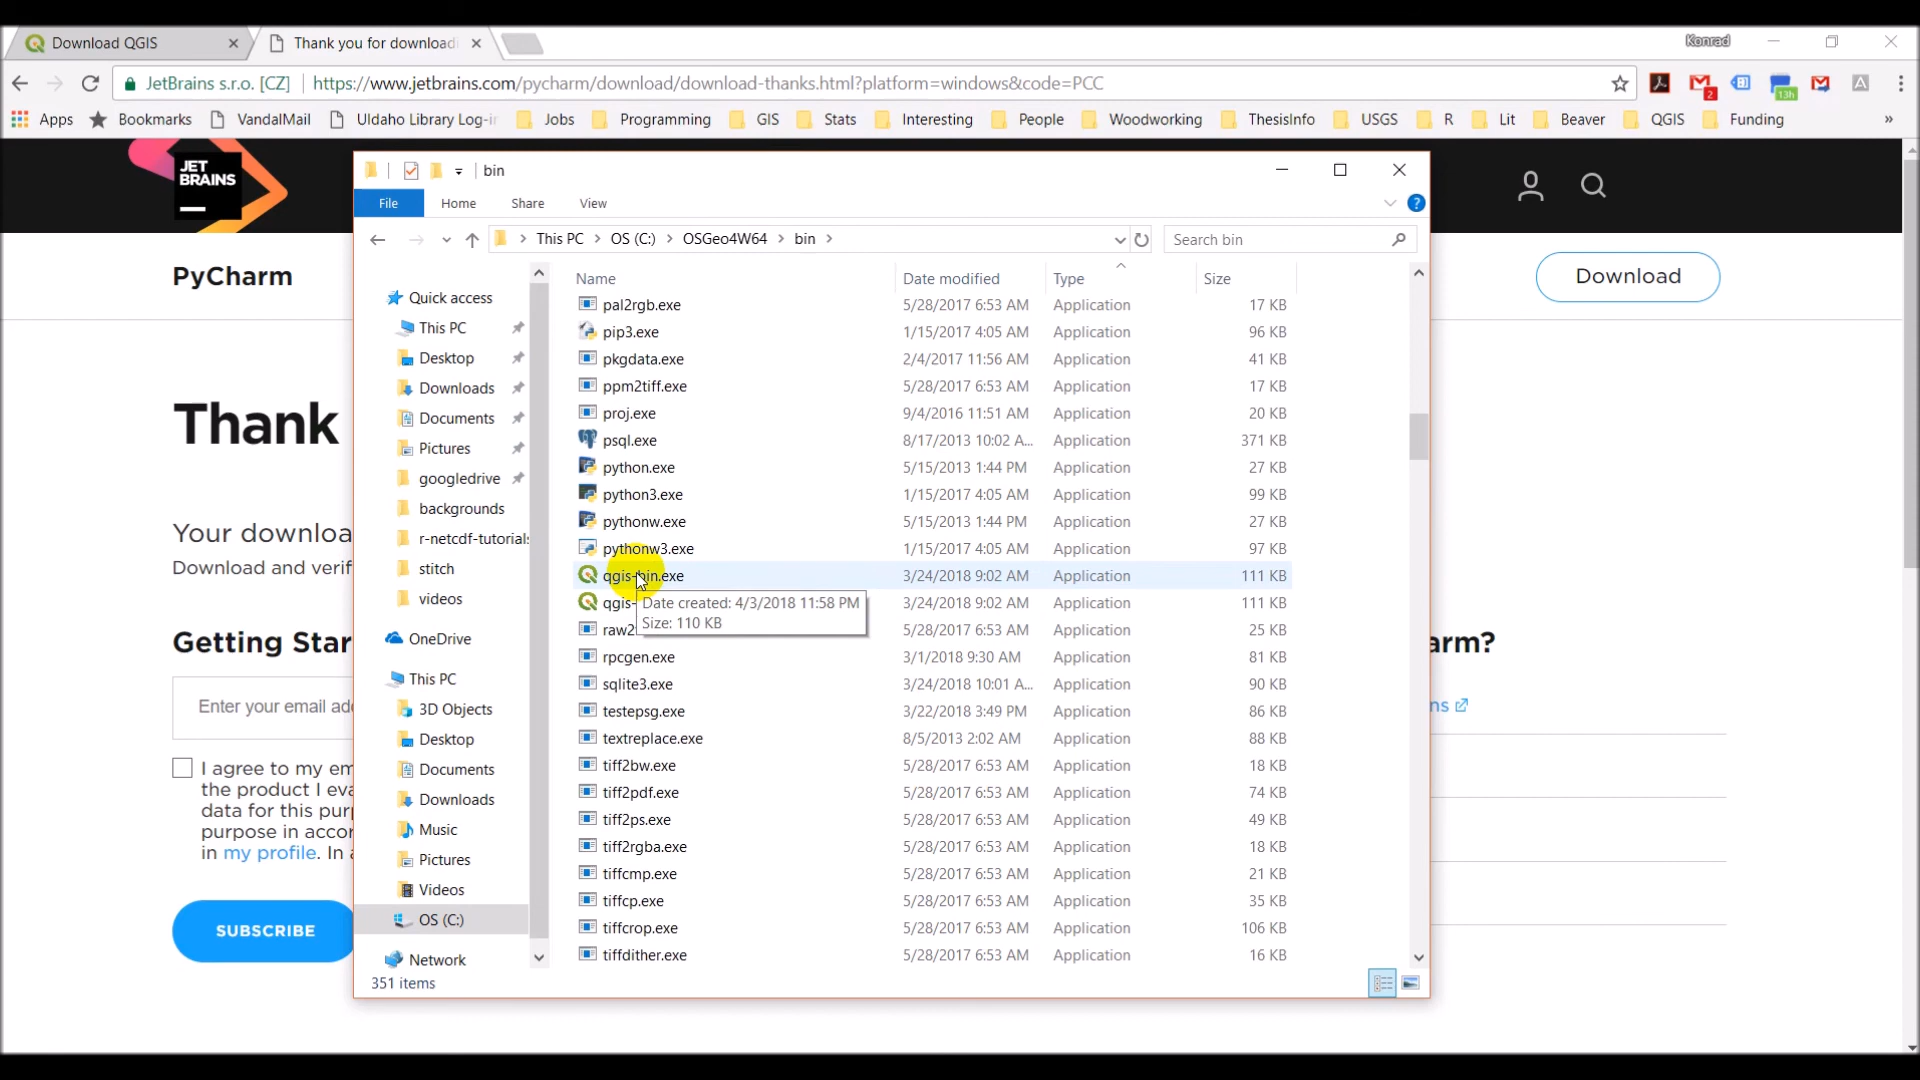 Download QGIS
Thank you for downloadi
Konrad
JetBrains s.r.o. [CZ]
https://www.jetbrains.com/pycharm/download/download-thanks.html?platform=windows&code=PCC
2
13h
Apps
Bookmarks
VandalMail
UIdaho Library Log-in
Jobs
Programming
GIS
Stats
Interesting
People
Woodworking
ThesisInfo
USGS
R
Lit
Beaver
QGIS
Funding
»
JET
BRAINS
PyCharm
Download
Thank
Your downloa
Download and verif
Getting Star
Enter your email add
I agree to my em
the product I eva
data for this purp
purpose in accor
in my profile. In a
SUBSCRIBE
arm?
ns
bin
File
Home
Share
View
This PC > OS (C:) > OSGeo4W64 > bin >
Search bin
Quick access
This PC
Desktop
Downloads
Documents
Pictures
googledrive
backgrounds
r-netcdf-tutorials
stitch
videos
OneDrive
This PC
3D Objects
Desktop
Documents
Downloads
Music
Pictures
Videos
OS (C:)
Network
Name Date modified Type Size
pal2rgb.exe 5/28/2017 6:53 AM Application 17 KB
pip3.exe 1/15/2017 4:05 AM Application 96 KB
pkgdata.exe 2/4/2017 11:56 AM Application 41 KB
ppm2tiff.exe 5/28/2017 6:53 AM Application 17 KB
proj.exe 9/4/2016 11:51 AM Application 20 KB
psql.exe 8/17/2013 10:02 A... Application 371 KB
python.exe 5/15/2013 1:44 PM Application 27 KB
python3.exe 1/15/2017 4:05 AM Application 99 KB
pythonw.exe 5/15/2013 1:44 PM Application 27 KB
pythonw3.exe 1/15/2017 4:05 AM Application 97 KB
qgis-bin.exe 3/24/2018 9:02 AM Application 111 KB
qgis- 3/24/2018 9:02 AM Application 111 KB
Date created: 4/3/2018 11:58 PM
Size: 110 KB
raw2 5/28/2017 6:53 AM Application 25 KB
rpcgen.exe 3/1/2018 9:30 AM Application 81 KB
sqlite3.exe 3/24/2018 10:01 A... Application 90 KB
testepsg.exe 3/22/2018 3:49 PM Application 86 KB
textreplace.exe 8/5/2013 2:02 AM Application 88 KB
tiff2bw.exe 5/28/2017 6:53 AM Application 18 KB
tiff2pdf.exe 5/28/2017 6:53 AM Application 74 KB
tiff2ps.exe 5/28/2017 6:53 AM Application 49 KB
tiff2rgba.exe 5/28/2017 6:53 AM Application 18 KB
tiffcmp.exe 5/28/2017 6:53 AM Application 21 KB
tiffcp.exe 5/28/2017 6:53 AM Application 35 KB
tiffcrop.exe 5/28/2017 6:53 AM Application 106 KB
tiffdither.exe 5/28/2017 6:53 AM Application 16 KB
351 items